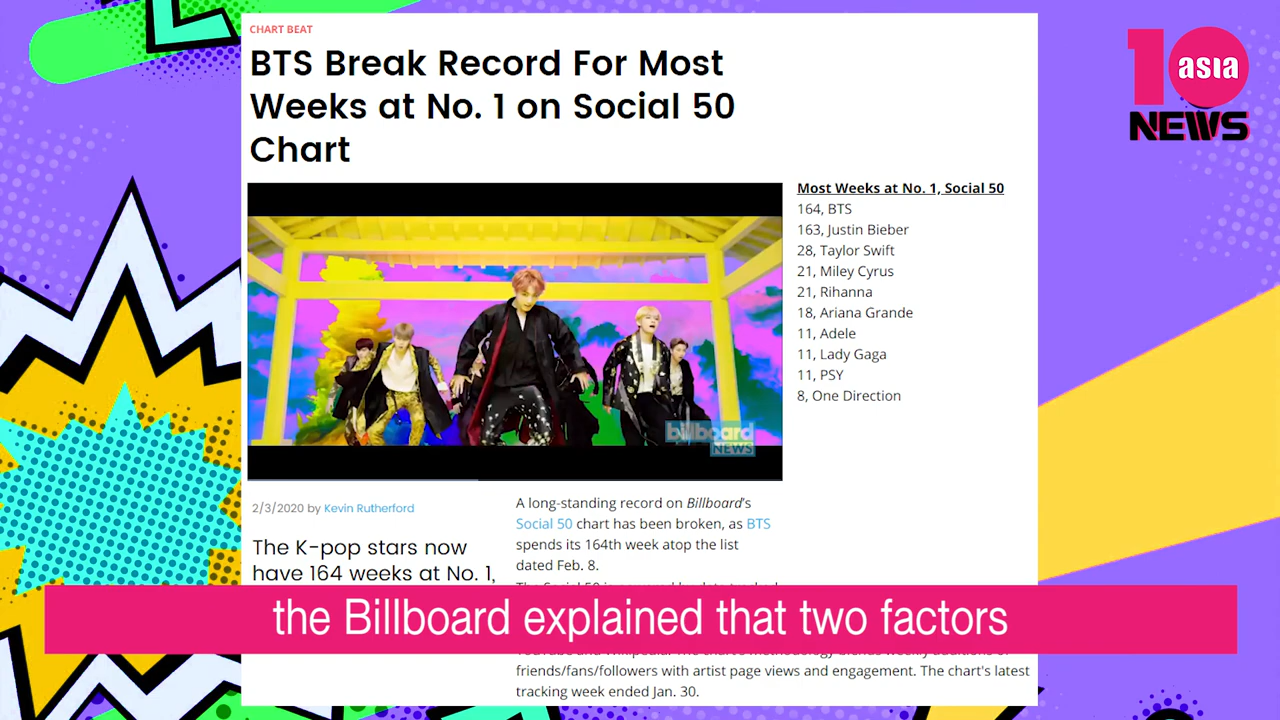 CHART BEAT
BTS Break Record For Most
Weeks at No. 1 on Social 50
Chart
10
asia
NEWS
Most Weeks at No. 1, Social 50
164, BTS
163, Justin Bieber
28, Taylor Swift
21, Miley Cyrus
21, Rihanna
18, Ariana Grande
11, Adele
11, Lady Gaga
11, PSY
8, One Direction
billboard
NEWS
2/3/2020 by Kevin Rutherford
The K-pop stars now
have 164 weeks at No. 1,
A long-standing record on Billboard's
Social 50 chart has been broken, as BTS
spends its 164th week atop the list
dated Feb. 8.
the Billboard explained that two factors
friends/fans/followers with artist page views and engagement. The chart's latest
tracking week ended Jan. 30.